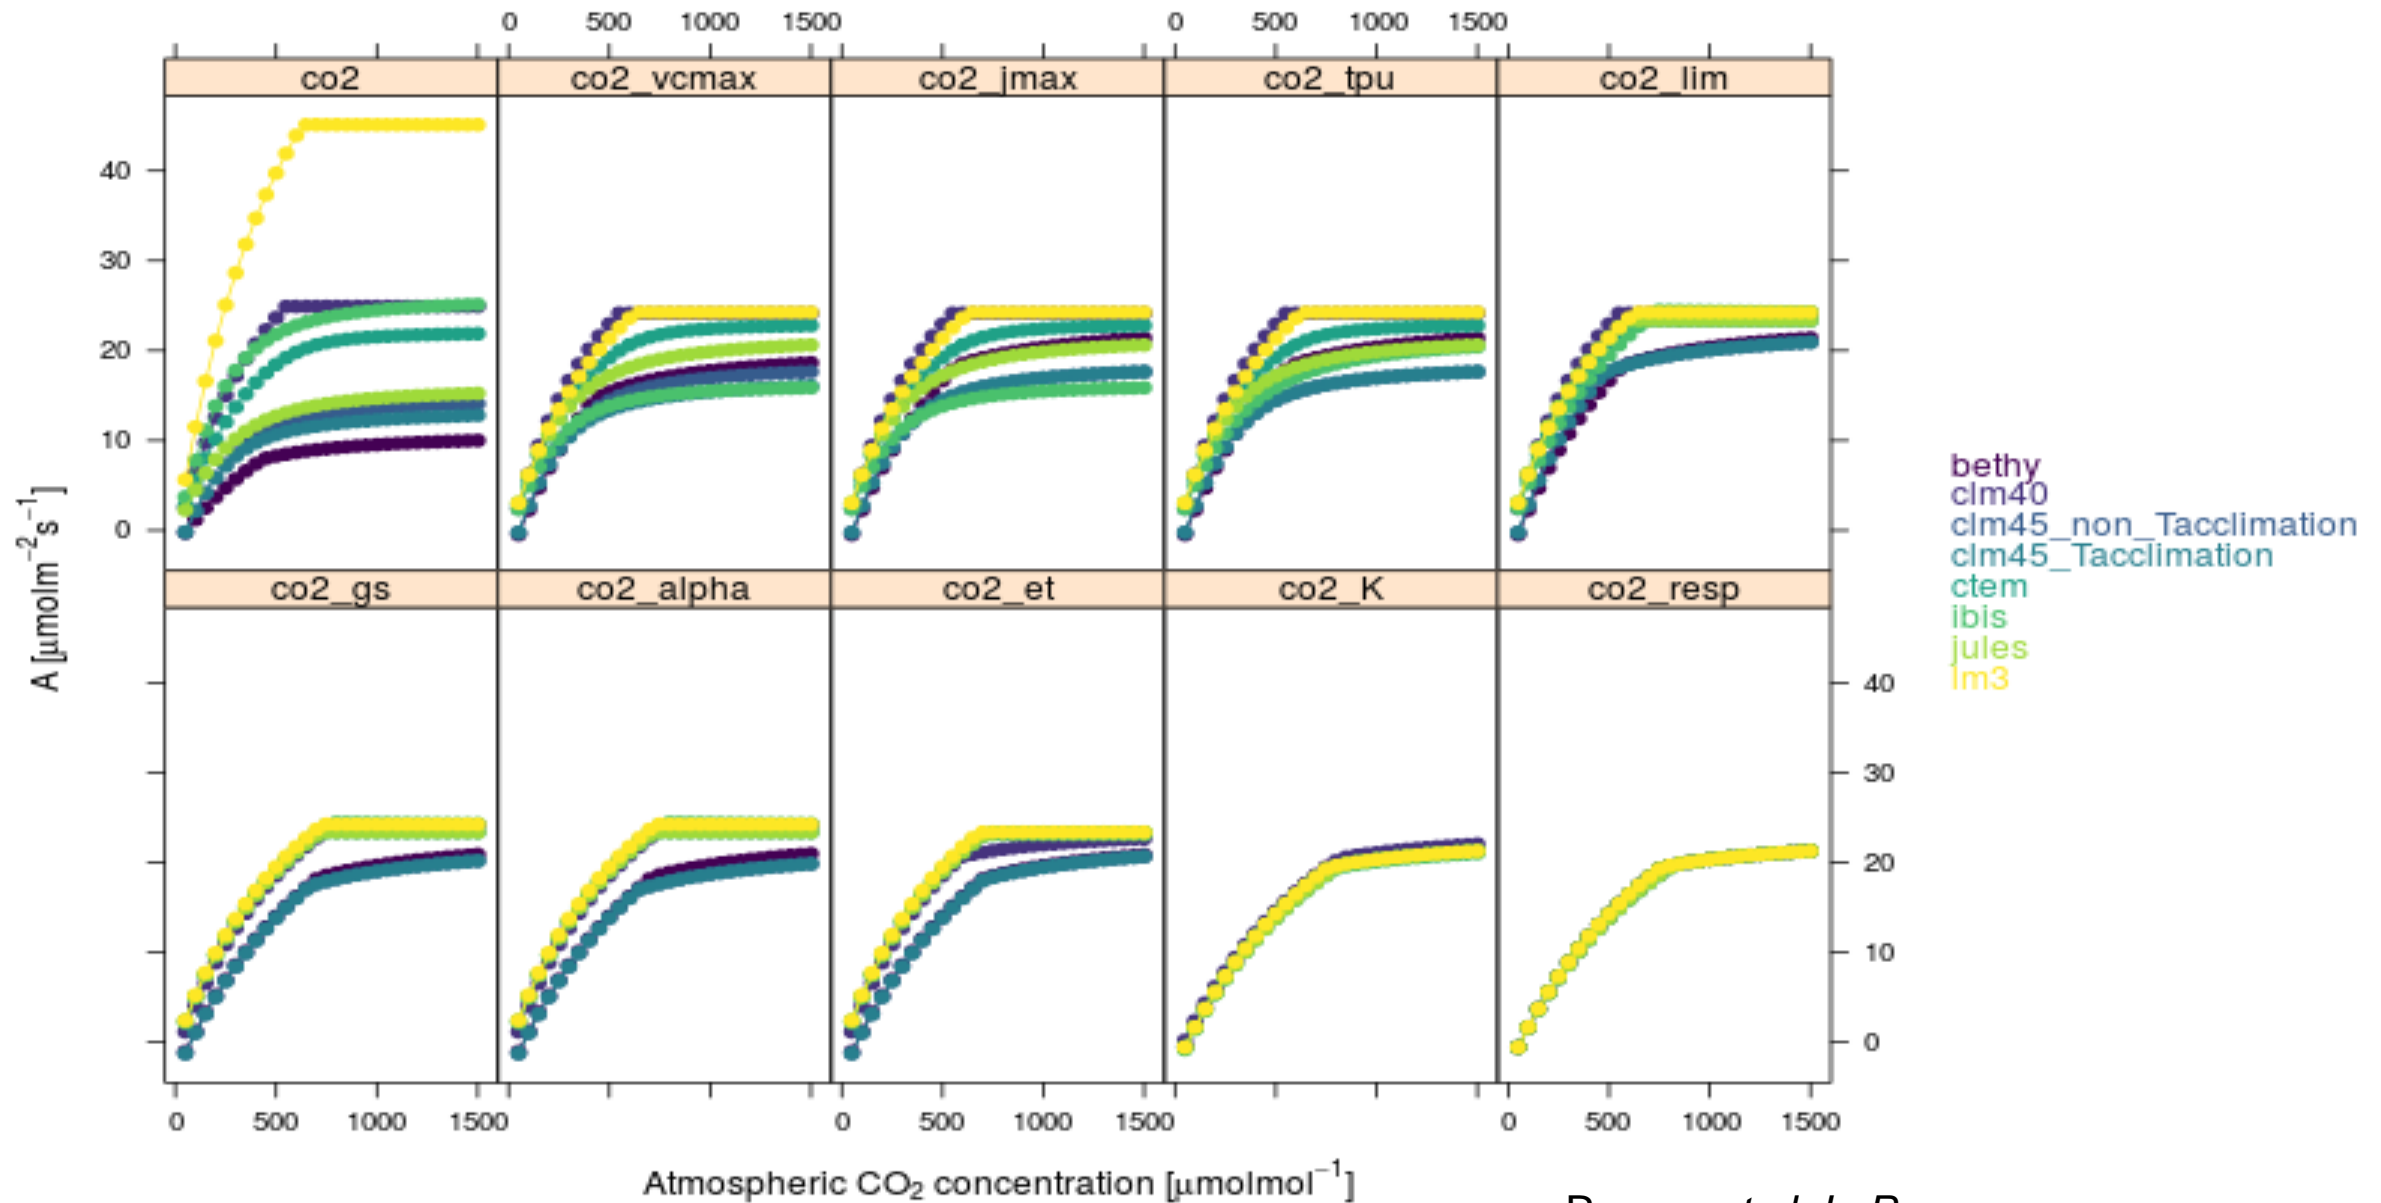 0 500 1000 1500 0 500 1000 1500
co2 co2_vcmax co2_jmax co2_tpu co2_lim
40
30
20
10
0
A [μmolm⁻²s⁻¹]
bethy
clm40
clm45_non_Tacclimation
clm45_Tacclimation
ctem
ibis
jules
lm3
co2_gs co2_alpha co2_et co2_K co2_resp
40
30
20
10
0
0 500 1000 1500 0 500 1000 1500 0 500 1000 1500
Atmospheric CO₂ concentration [μmolmol⁻¹]